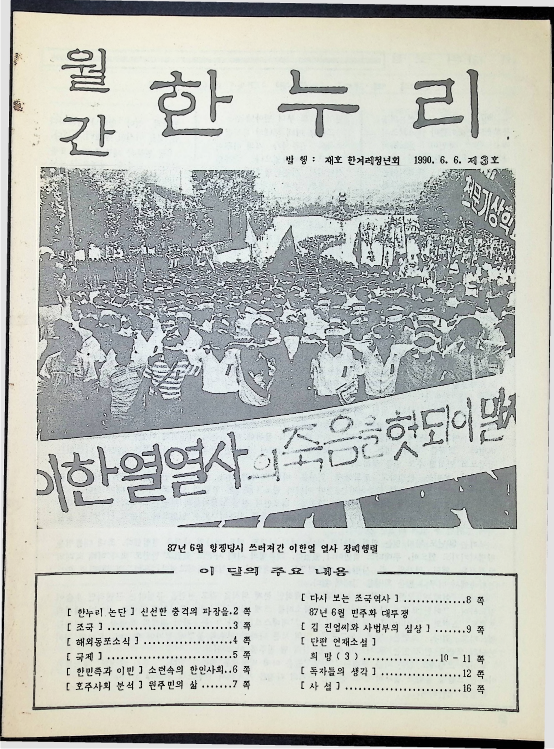 월간 한누리
발 행 : 재호 한겨레청년회 1990. 6. 6. 제3호
이한열열사의 죽음을 헛되이 말자
87년 6월 항쟁당시 쓰러져간 이한열 열사 장례행렬
이 달의 주요 내용
[ 한누리 논단 ] 신선한 충격의 파장을.2 쪽
[ 조국 ] ........................3 쪽
[ 해외동포소식 ] ................4 쪽
[ 국제 ] ........................5 쪽
[ 한민족과 이민 ] 소련속의 한인사회..6 쪽
[ 호주사회 분석 ] 원주민의 삶 .......7 쪽
[ 다시 보는 조국역사 ] ...........8 쪽
87년 6월 민주화 대투쟁
[ 김 진엽씨와 사법부의 심상 ] ......9 쪽
[ 단편 연재소설 ]
희 망 ( 3 ) ..............10 - 11 쪽
[ 독자들의 생각 ] ...............12 쪽
[ 사 설 ] ......................16 쪽